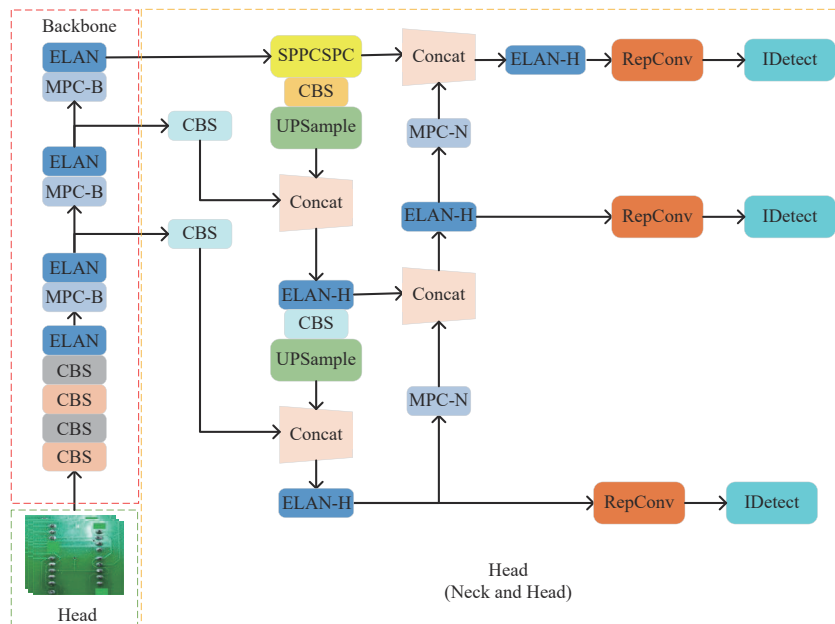 Backbone
ELAN
MPC-B
ELAN
MPC-B
ELAN
MPC-B
ELAN
CBS
CBS
CBS
CBS
Head
CBS
CBS
SPPCSPC
CBS
UPSample
Concat
ELAN-H
CBS
UPSample
Concat
ELAN-H
Concat
MPC-N
ELAN-H
Concat
MPC-N
ELAN-H
RepConv
IDetect
RepConv
IDetect
RepConv
IDetect
Head
(Neck and Head)